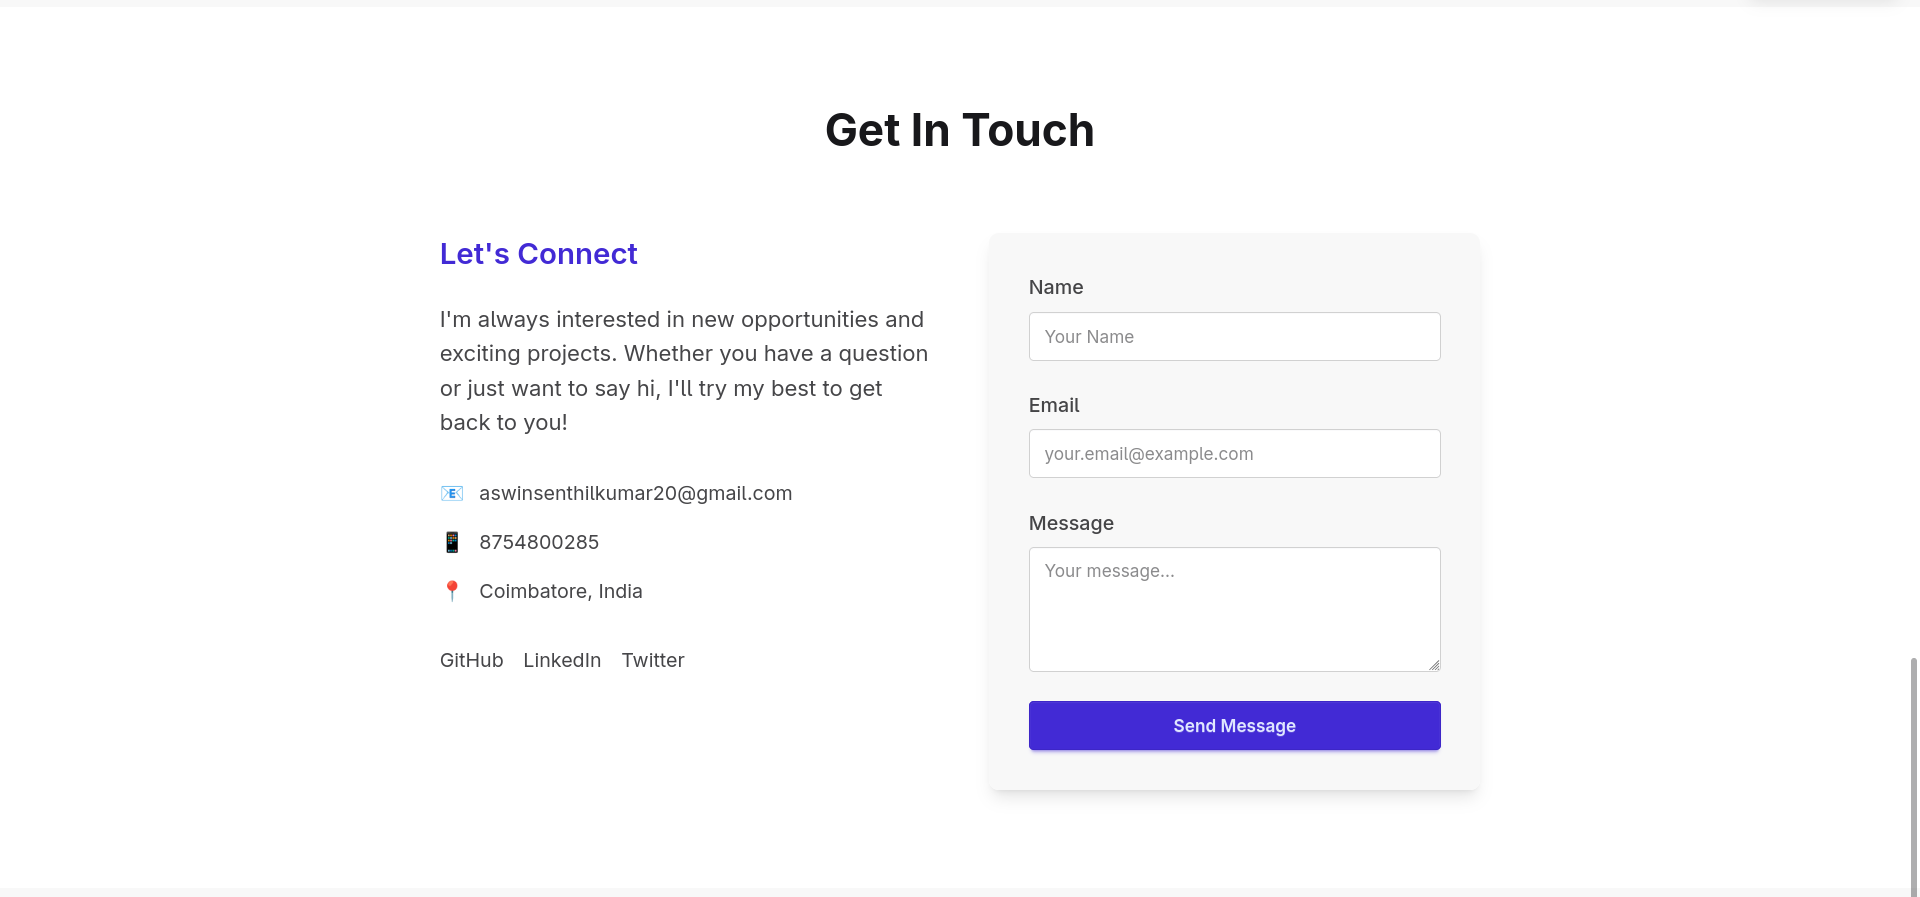 Get In Touch
Let's Connect
I'm always interested in new opportunities and
exciting projects. Whether you have a question
or just want to say hi, I'll try my best to get
back to you!
aswinsenthilkumar20@gmail.com
8754800285
Coimbatore, India
GitHub LinkedIn Twitter
Name
Your Name
Email
your.email@example.com
Message
Your message...
Send Message